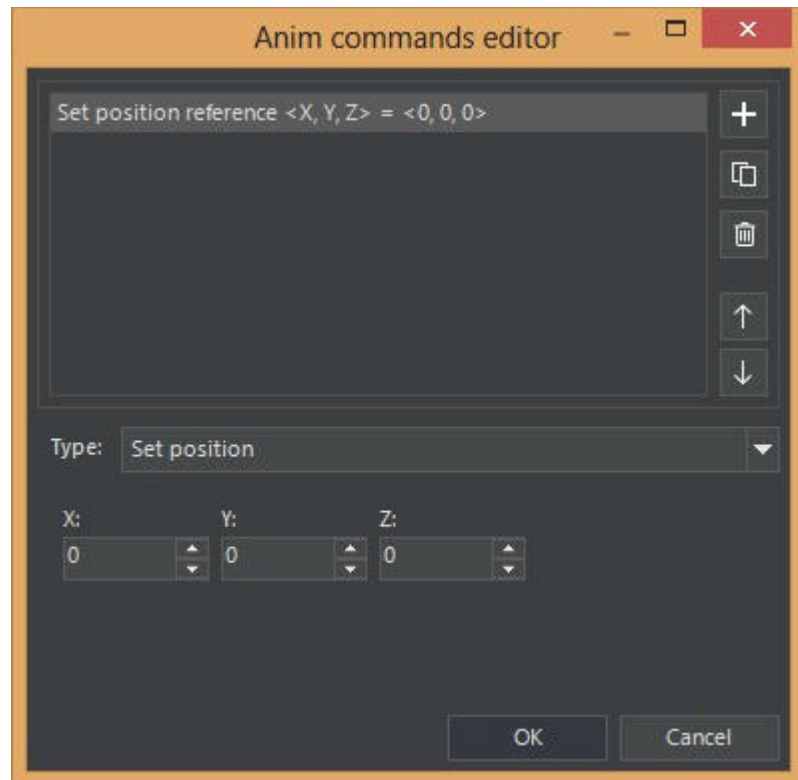 Anim commands editor
Set position reference <X, Y, Z> = <0, 0, 0>
Type: Set position
X: Y: Z:
0 0 0
OK Cancel